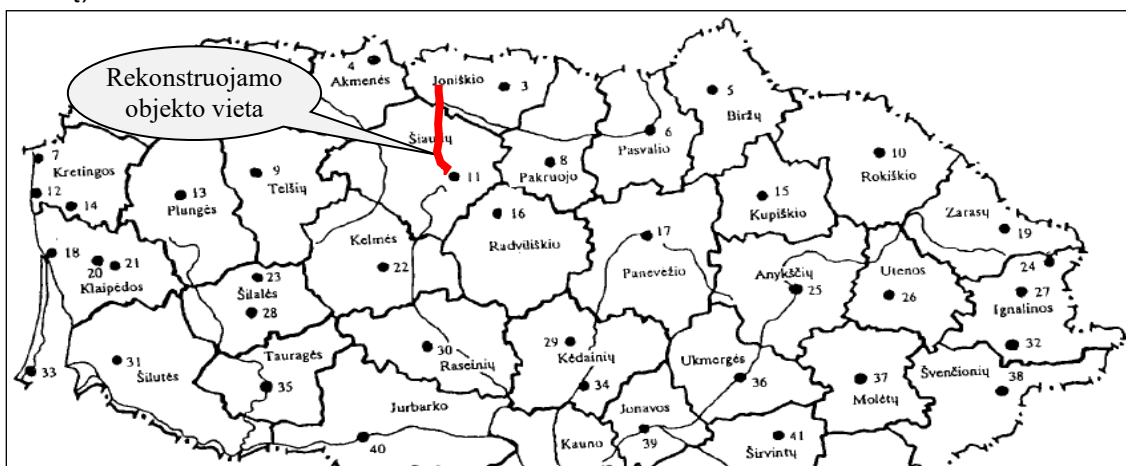 Rekonstruojamo
objekto vieta
4
Akmenės
Joniškio
3
5
Biržų
Šiaulių
6
Pasvalio
7
Kretingos
8
Pakruojo
9
Telšių
10
Rokiškio
11
12
13
Plungės
14
15
Kupiškio
16
Radviliškio
17
Panevėžio
Zarasų
19
18
20
21
Klaipėdos
Kelmės
22
23
Šilalės
28
Anykščių
25
Utenos
26
24
27
Ignalinos
29
Kėdainių
30
Raseinių
31
Šilutės
32
33
Tauragės
35
34
Ukmergės
36
37
Molėtų
Švenčionių
38
Jurbarko
40
Jonavos
39
Kauno
41
Širvintų